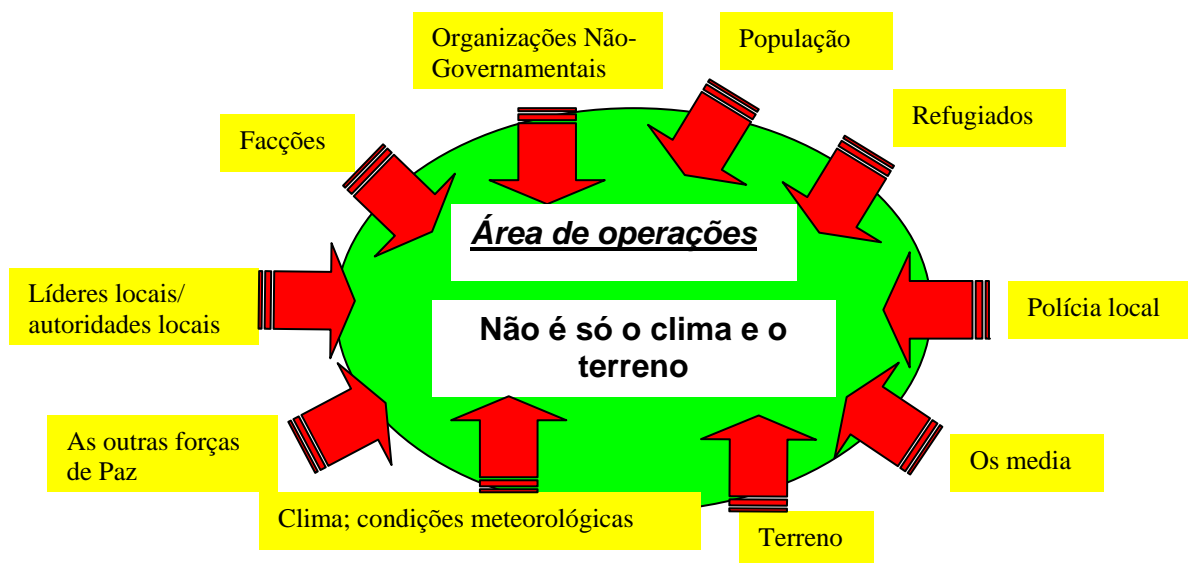 Organizações Não-
Governamentais
População
Refugiados
Facções
Área de operações
Líderes locais/
autoridades locais
Não é só o clima e o
terreno
Polícia local
As outras forças
de Paz
Os media
Clima; condições meteorológicas
Terreno